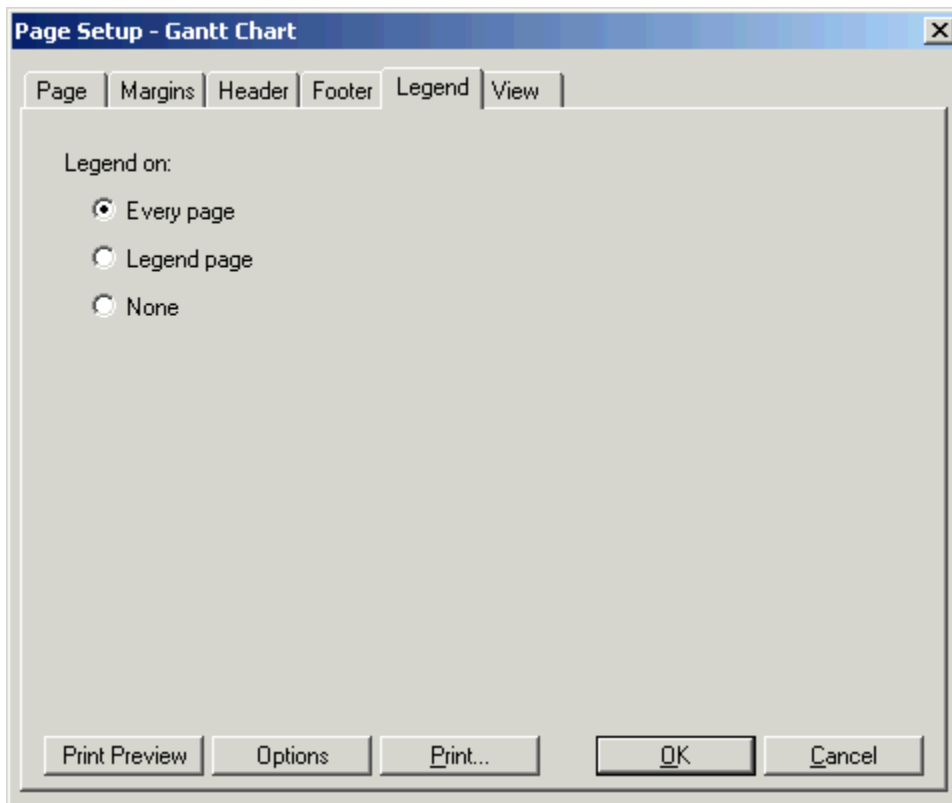 Page Setup - Gantt Chart
Page Margins Header Footer Legend View
Legend on:
Every page
Legend page
None
Print Preview Options Print... OK Cancel